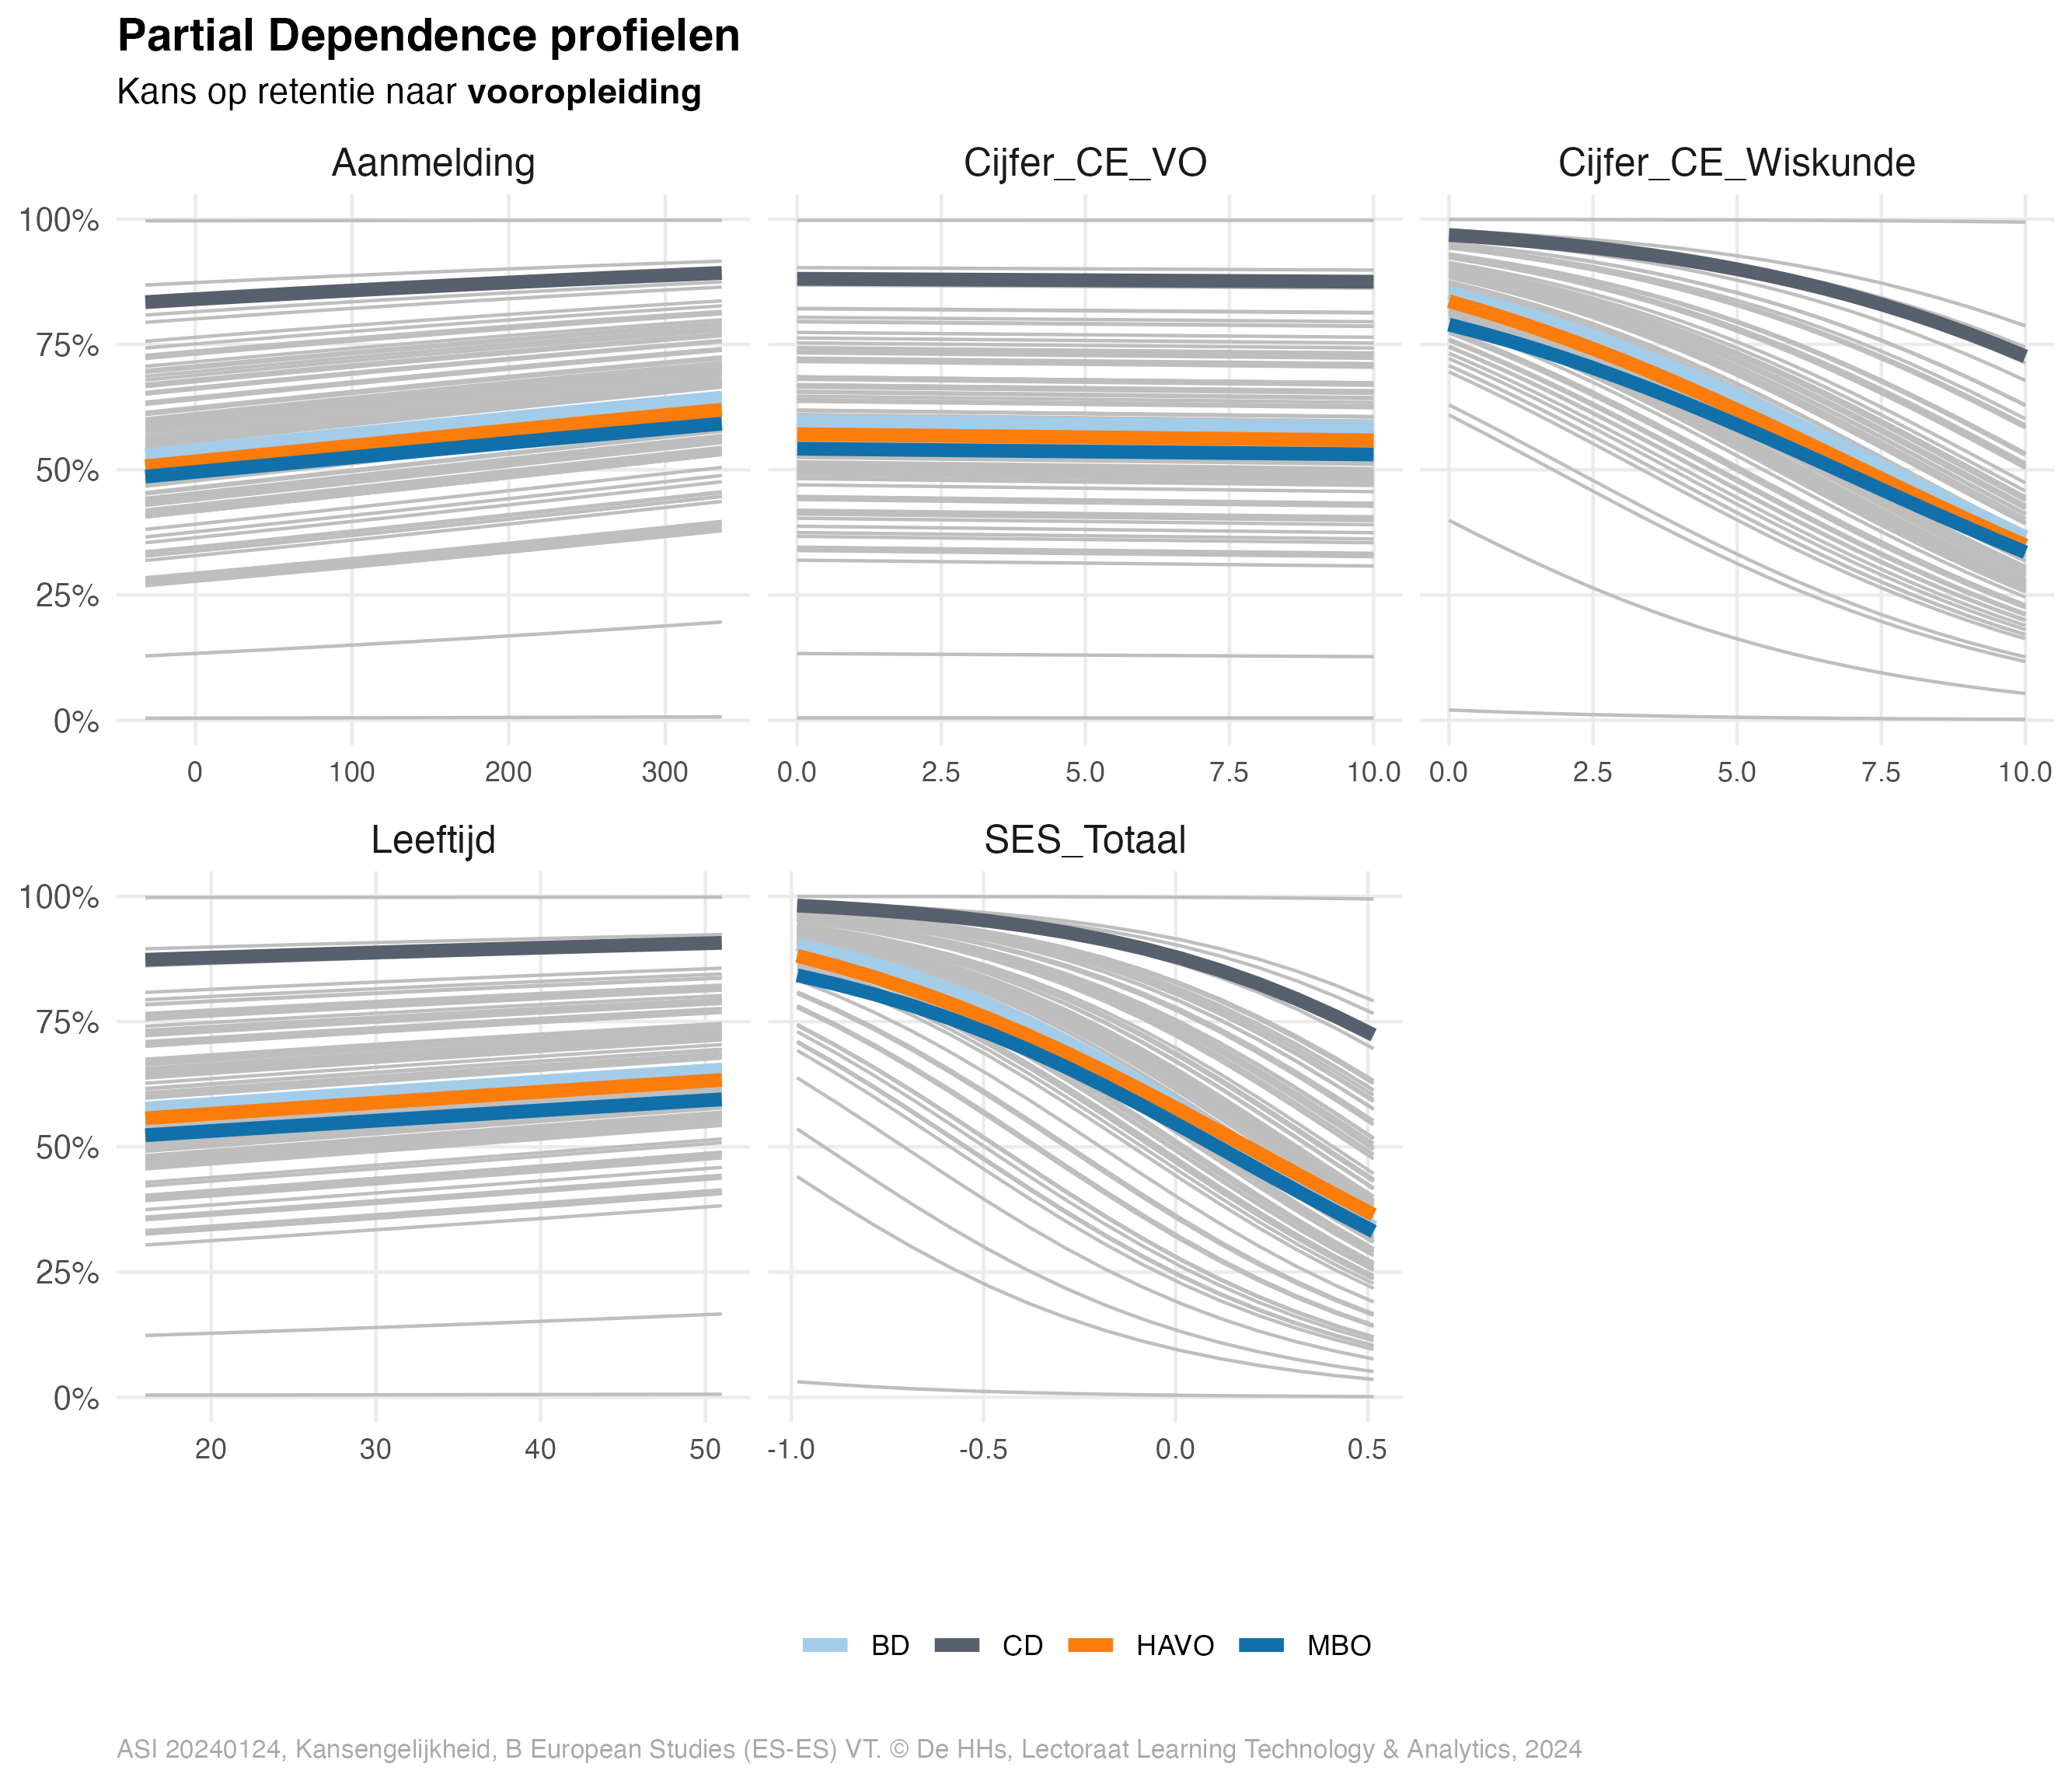 Partial Dependence profielen
Kans op retentie naar vooropleiding
Aanmelding
Cijfer_CE_VO
Cijfer_CE_Wiskunde
100%
75%
50%
25%
0%
0 100 200 300
0.0 2.5 5.0 7.5 10.0
0.0 2.5 5.0 7.5 10.0
Leeftijd
SES_Totaal
100%
75%
50%
25%
0%
20 30 40 50
-1.0 -0.5 0.0 0.5
BD CD HAVO MBO
ASI 20240124, Kansengelijkheid, B European Studies (ES-ES) VT. © De HHs, Lectoraat Learning Technology & Analytics, 2024